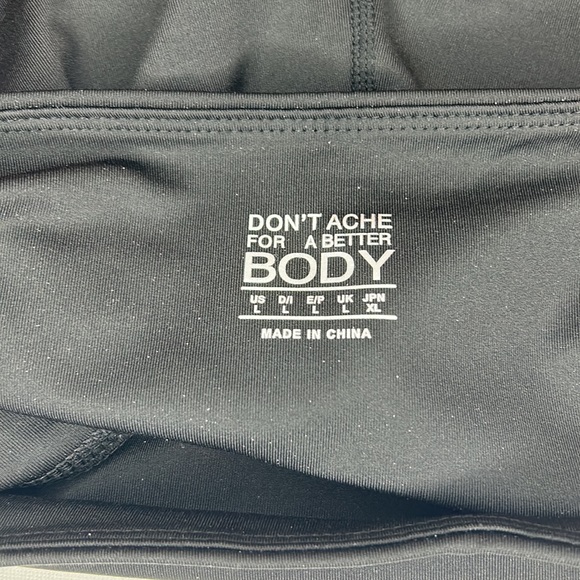 DON'T ACHE
FOR A BETTER
BODY
US D/I E/P UK JPN
L L L L XL
MADE IN CHINA